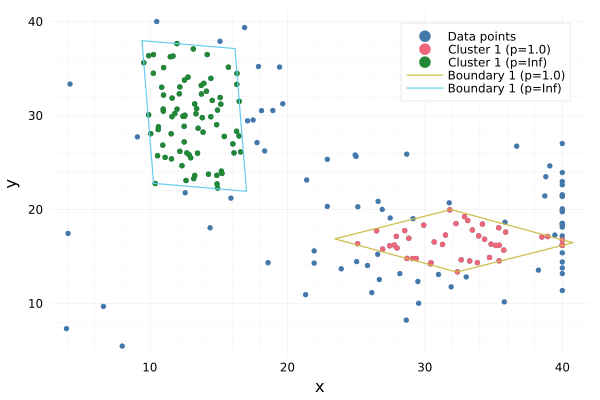 40
30
20
10
y
10
20
30
40
x
Data points
Cluster 1 (p=1.0)
Cluster 1 (p=Inf)
Boundary 1 (p=1.0)
Boundary 1 (p=Inf)